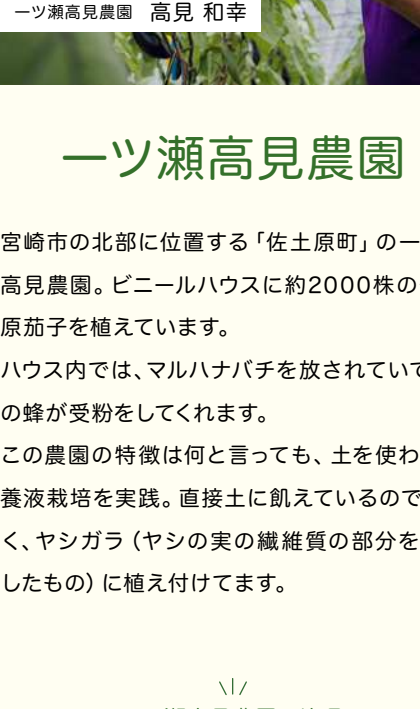 一ツ瀬高見農園 高見 和幸
一ツ瀬高見農園
宮崎市の北部に位置する「佐土原町」の一
高見農園。ビニールハウスに約2000株の
原茄子を植えています。
ハウス内では、マルハナバチを放されていて
の蜂が受粉をしてくれます。
この農園の特徴は何と言っても、土を使わ
養液栽培を実践。直接土に飢えているので
く、ヤシガラ（ヤシの実の繊維質の部分を
したもの）に植え付けてます。